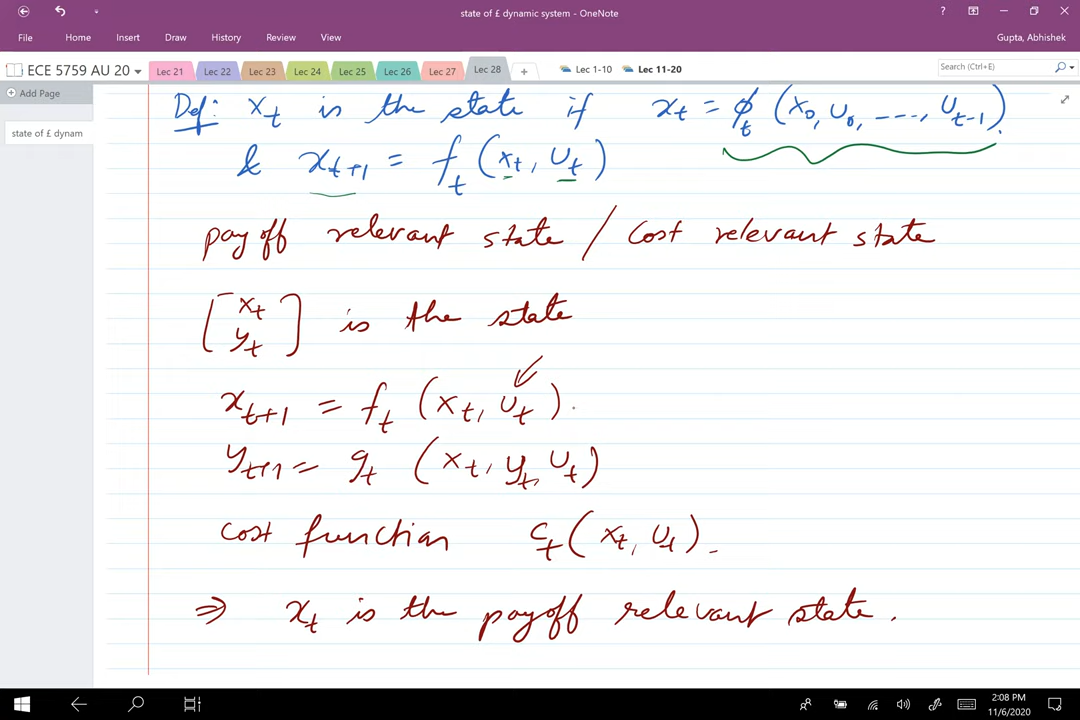 state of £ dynamic system - OneNote
?
File Home Insert Draw History Review View
Gupta, Abhishek
ECE 5759 AU 20 Lec 21 Lec 22 Lec 23 Lec 24 Lec 25 Lec 26 Lec 27 Lec 28 + Lec 1-10 Lec 11-20 Search (Ctrl+E)
Add Page
state of £ dynam
Def: x_t is the state if x_t = ϕ_t (x_0, u_0, ----, u_{t-1}).
& x_{t+1} = f_t (x_t, u_t)
payoff relevant state / cost relevant state
[x_t
y_t] is the state
x_{t+1} = f_t (x_t, u_t).
y_{t+1} = g_t (x_t, y_t, u_t)
cost function c_t (x_t, u_t).
⇒ x_t is the payoff relevant state.
2:08 PM
11/6/2020